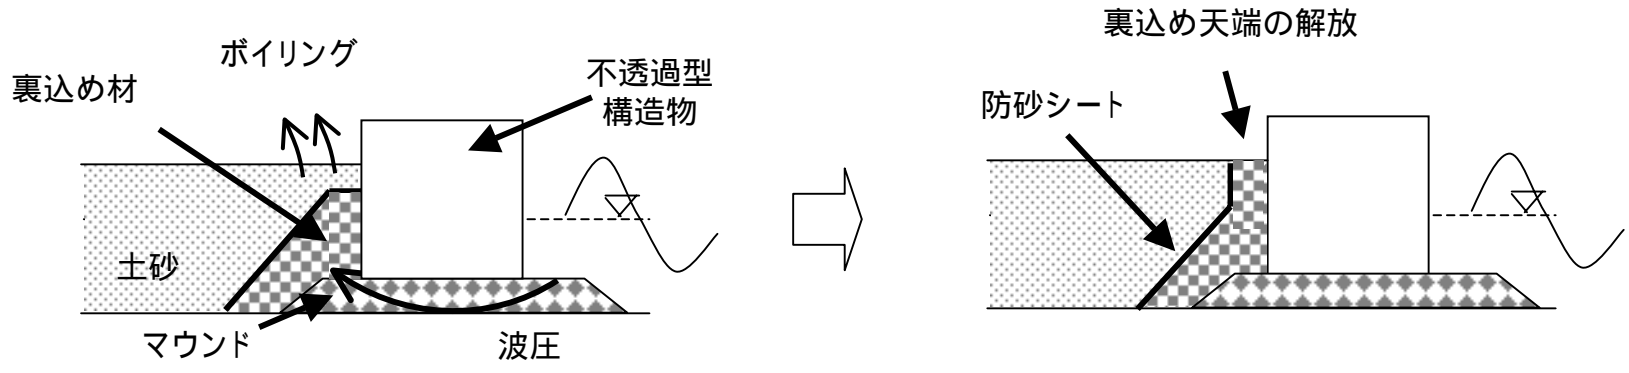 ボイリング
裏込め材
不透過型
構造物
土砂
マウンド
波圧
裏込め天端の解放
防砂シート